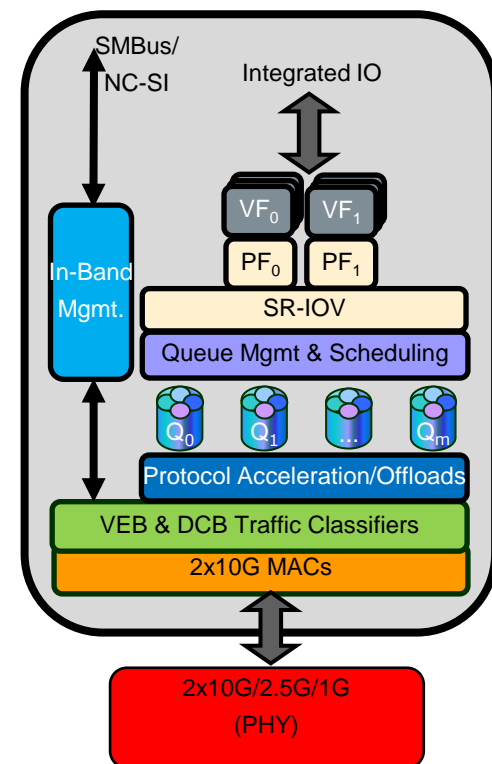 SMBus/
NC-SI
Integrated IO
VF0 VF1
PF0 PF1
In-Band
Mgmt.
SR-IOV
Queue Mgmt & Scheduling
Q0 Q1 ... Qm
Protocol Acceleration/Offloads
VEB & DCB Traffic Classifiers
2x10G MACs
2x10G/2.5G/1G
(PHY)